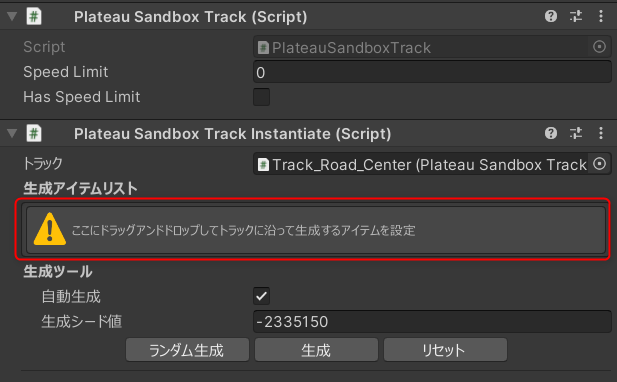 Plateau Sandbox Track (Script)
Script PlateauSandboxTrack
Speed Limit 0
Has Speed Limit
Plateau Sandbox Track Instantiate (Script)
トラック Track_Road_Center (Plateau Sandbox Track
生成アイテムリスト
ここにドラッグアンドドロップしてトラックに沿って生成するアイテムを設定
生成ツール
自動生成
生成シード値 -2335150
ランダム生成 生成 リセット